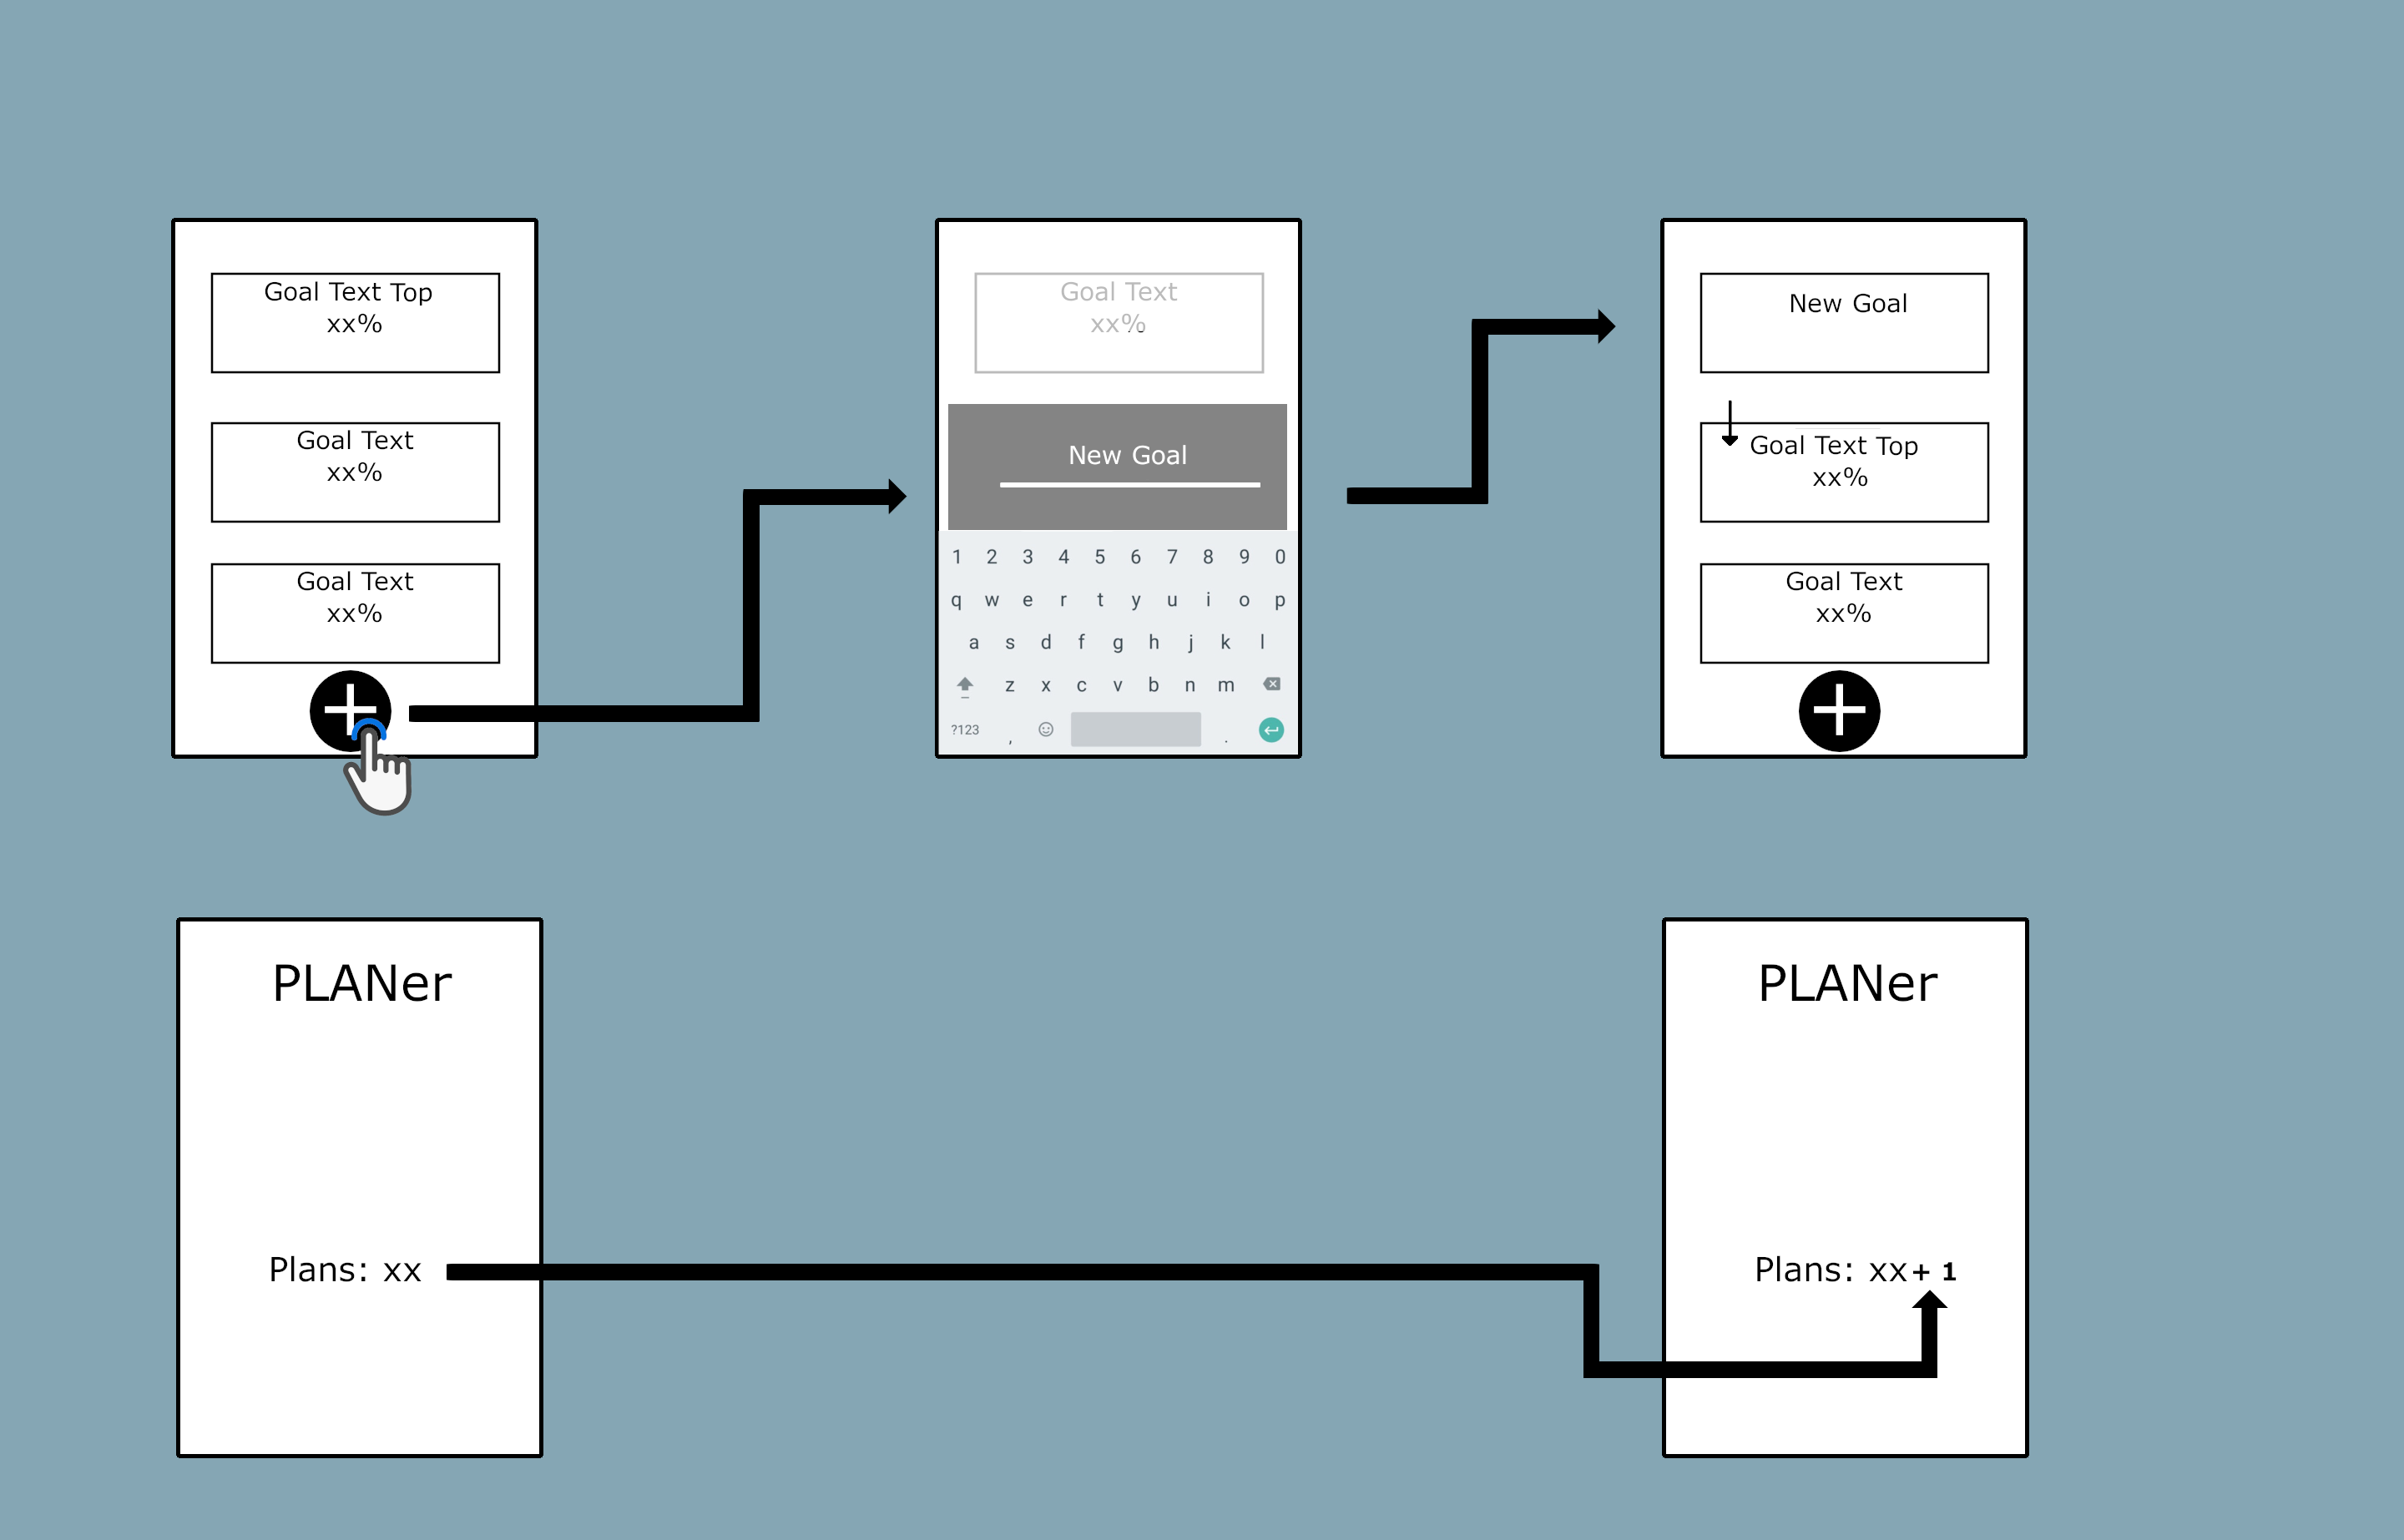 Goal Text Top
xx%
Goal Text
xx%
Goal Text
xx%
Goal Text
xx%
New Goal
1 2 3 4 5 6 7 8 9 0
q w e r t y u i o p
a s d f g h j k l
z x c v b n m
?123 , .
New Goal
Goal Text Top
xx%
Goal Text
xx%
PLANer
Plans: xx
PLANer
Plans: xx + 1